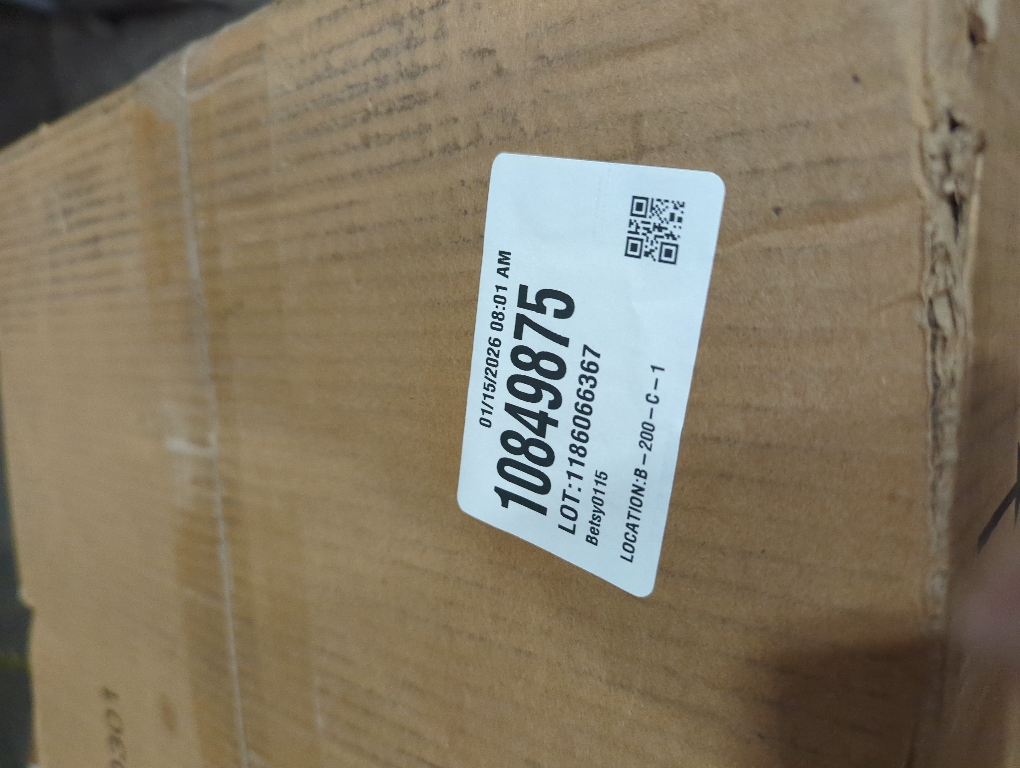 01/15/2026 08:01 AM
10849875
LOT:1186066367
Betsy0115
LOCATION:B-200-C-1